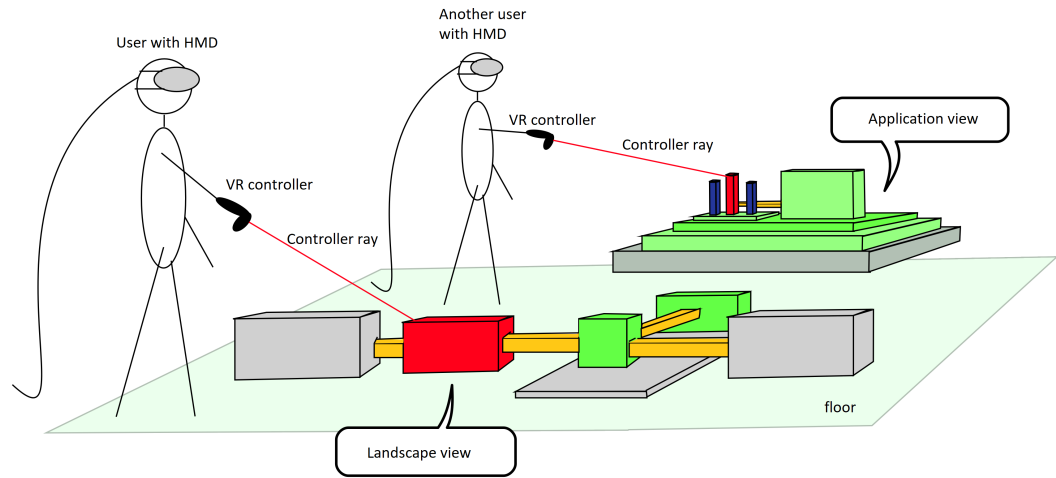 User with HMD
Another user
with HMD
VR controller
Controller ray
Application view
VR controller
Controller ray
floor
Landscape view